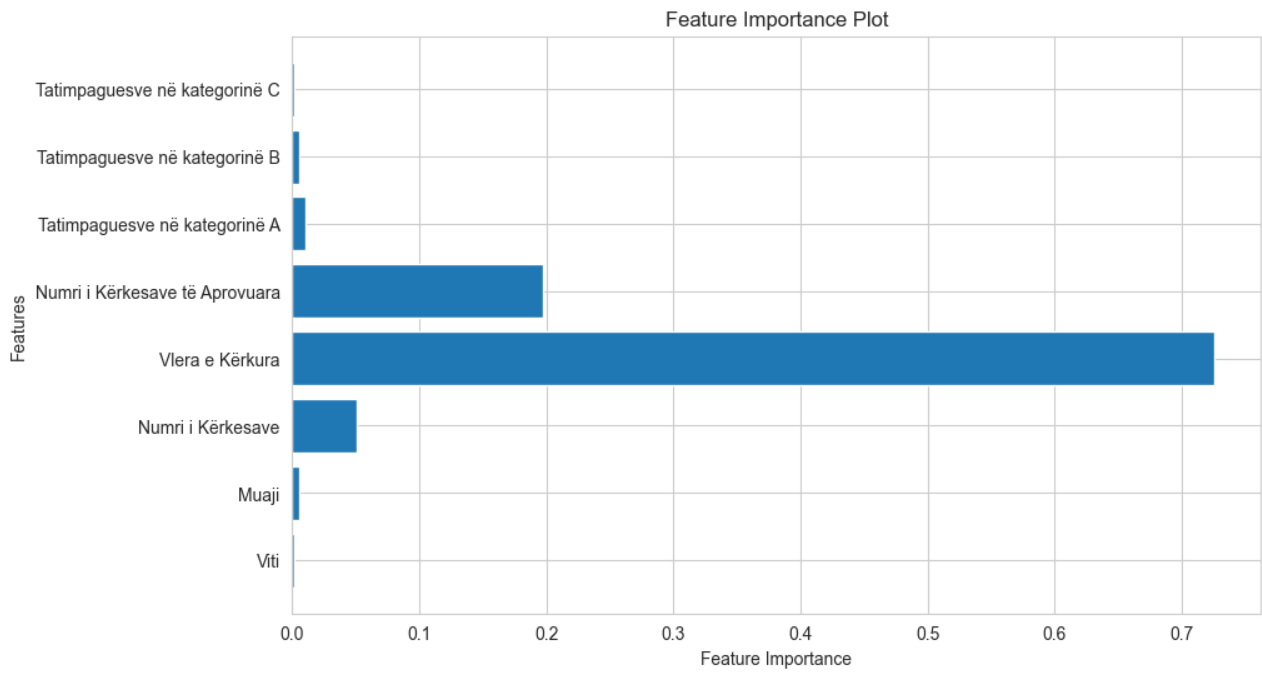 Feature Importance Plot
Tatimpaguesve në kategorinë C
Tatimpaguesve në kategorinë B
Tatimpaguesve në kategorinë A
Numri i Kërkesave të Aprovuara
Vlera e Kërkura
Numri i Kërkesave
Muaji
Viti
Features
0.0 0.1 0.2 0.3 0.4 0.5 0.6 0.7
Feature Importance